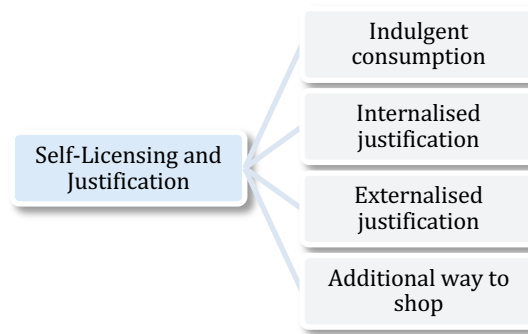 Self-Licensing and
Justification
Indulgent
consumption
Internalised
justification
Externalised
justification
Additional way to
shop